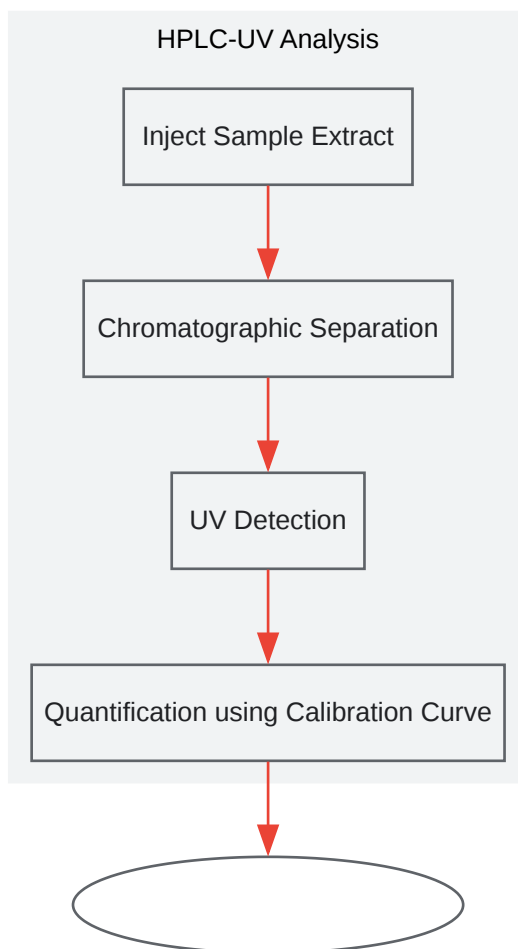 HPLC-UV Analysis
Inject Sample Extract
Chromatographic Separation
UV Detection
Quantification using Calibration Curve